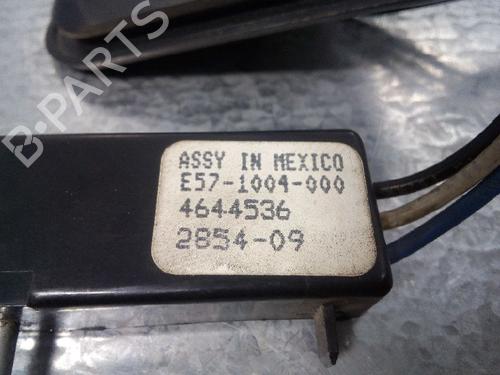 ASSY IN MEXICO
E57-1004-000
4644536
2854-09
B-PARTS